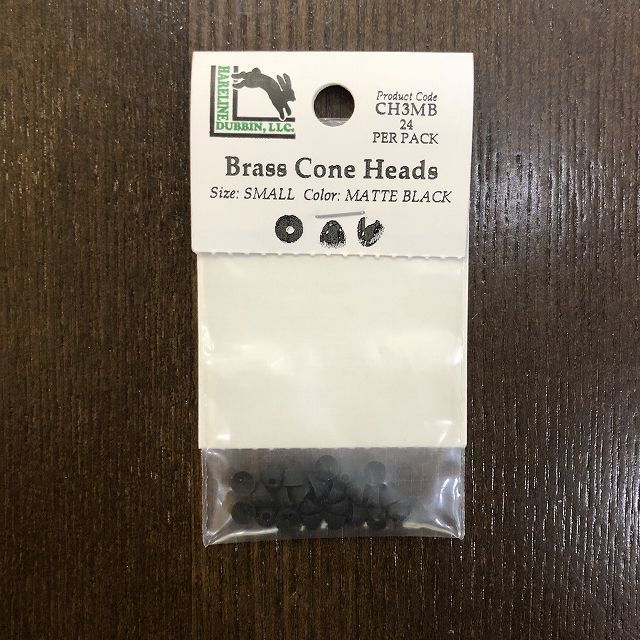 HARELINE
DUBBIN, LLC.
Product Code
CH3MB
24
PER PACK
Brass Cone Heads
Size: SMALL Color: MATTE BLACK